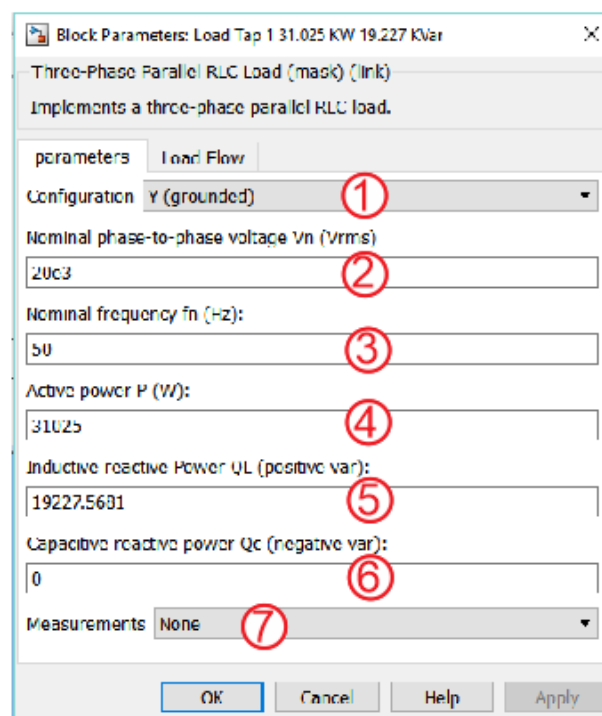 Block Parameters: Load Tap 1 31.025 KW 19.227 KVar
Three-Phase Parallel RLC Load (mask) (link)
Implements a three-phase parallel RLC load.
parameters Load Flow
Configuration Y (grounded) 1
Nominal phase-to-phase voltage Vn (Vrms)
20e3 2
Nominal frequency fn (Hz):
50 3
Active power P (W):
31025 4
Inductive reactive Power QL (positive var):
19227.5681 5
Capacitive reactive power Qc (negative var):
0 6
Measurements None 7
OK Cancel Help Apply